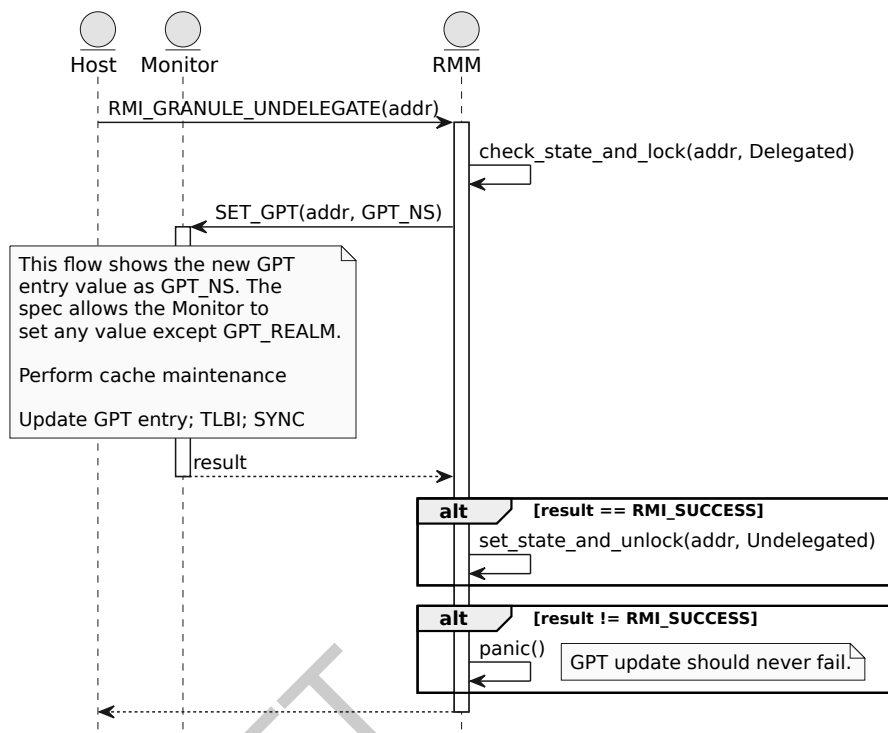 Host
Monitor
RMM
RMI_GRANULE_UNDELEGATE(addr)
check_state_and_lock(addr, Delegated)
SET_GPT(addr, GPT_NS)
This flow shows the new GPT
entry value as GPT_NS. The
spec allows the Monitor to
set any value except GPT_REALM.
Perform cache maintenance
Update GPT entry; TLBI; SYNC
result
alt
[result == RMI_SUCCESS]
set_state_and_unlock(addr, Undelegated)
alt
[result != RMI_SUCCESS]
panic()
GPT update should never fail.